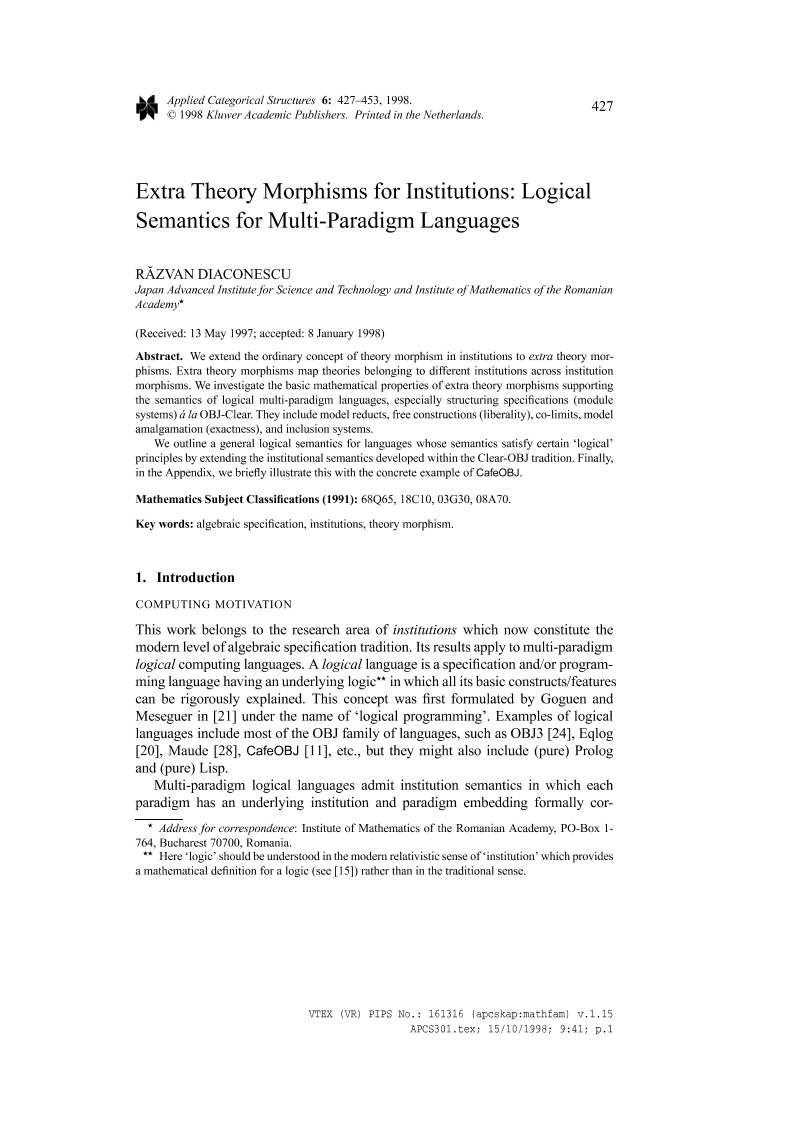 Applied Categorical Structures 6: 427–453, 1998.
© 1998 Kluwer Academic Publishers. Printed in the Netherlands.
427
Extra Theory Morphisms for Institutions: Logical
Semantics for Multi-Paradigm Languages
RĂZVAN DIACONESCU
Japan Advanced Institute for Science and Technology and Institute of Mathematics of the Romanian
Academy★
(Received: 13 May 1997; accepted: 8 January 1998)
Abstract. We extend the ordinary concept of theory morphism in institutions to extra theory mor-
phisms. Extra theory morphisms map theories belonging to different institutions across institution
morphisms. We investigate the basic mathematical properties of extra theory morphisms supporting
the semantics of logical multi-paradigm languages, especially structuring specifications (module
systems) á la OBJ-Clear. They include model reducts, free constructions (liberality), co-limits, model
amalgamation (exactness), and inclusion systems.
We outline a general logical semantics for languages whose semantics satisfy certain ‘logical’
principles by extending the institutional semantics developed within the Clear-OBJ tradition. Finally,
in the Appendix, we briefly illustrate this with the concrete example of CafeOBJ.
Mathematics Subject Classifications (1991): 68Q65, 18C10, 03G30, 08A70.
Key words: algebraic specification, institutions, theory morphism.
1. Introduction
COMPUTING MOTIVATION
This work belongs to the research area of institutions which now constitute the
modern level of algebraic specification tradition. Its results apply to multi-paradigm
logical computing languages. A logical language is a specification and/or program-
ming language having an underlying logic★★ in which all its basic constructs/features
can be rigorously explained. This concept was first formulated by Goguen and
Meseguer in [21] under the name of ‘logical programming’. Examples of logical
languages include most of the OBJ family of languages, such as OBJ3 [24], Eqlog
[20], Maude [28], CafeOBJ [11], etc., but they might also include (pure) Prolog
and (pure) Lisp.
Multi-paradigm logical languages admit institution semantics in which each
paradigm has an underlying institution and paradigm embedding formally cor-
★ Address for correspondence: Institute of Mathematics of the Romanian Academy, PO-Box 1-
764, Bucharest 70700, Romania.
★★ Here ‘logic’ should be understood in the modern relativistic sense of ‘institution’ which provides
a mathematical definition for a logic (see [15]) rather than in the traditional sense.
VTEX (VR) PIPS No.: 161316 (apcskap:mathfam) v.1.15
APCS301.tex; 15/10/1998; 9:41; p.1